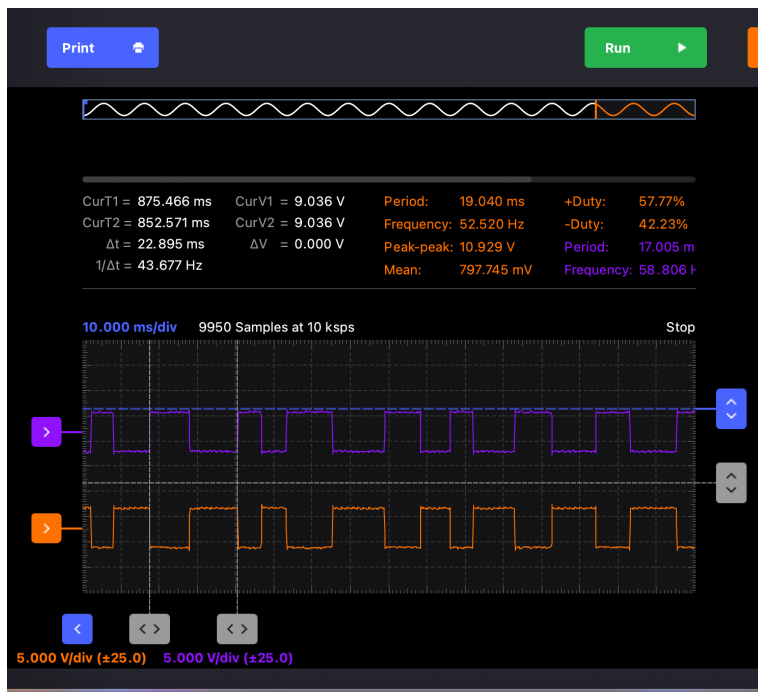 Print
Run
CurT1 = 875.466 ms CurV1 = 9.036 V Period: 19.040 ms +Duty: 57.77%
CurT2 = 852.571 ms CurV2 = 9.036 V Frequency: 52.520 Hz -Duty: 42.23%
Δt = 22.895 ms ΔV = 0.000 V Peak-peak: 10.929 V Period: 17.005 m
1/Δt = 43.677 Hz Mean: 797.745 mV Frequency: 58.806 H
10.000 ms/div 9950 Samples at 10 ksps Stop
5.000 V/div (±25.0) 5.000 V/div (±25.0)